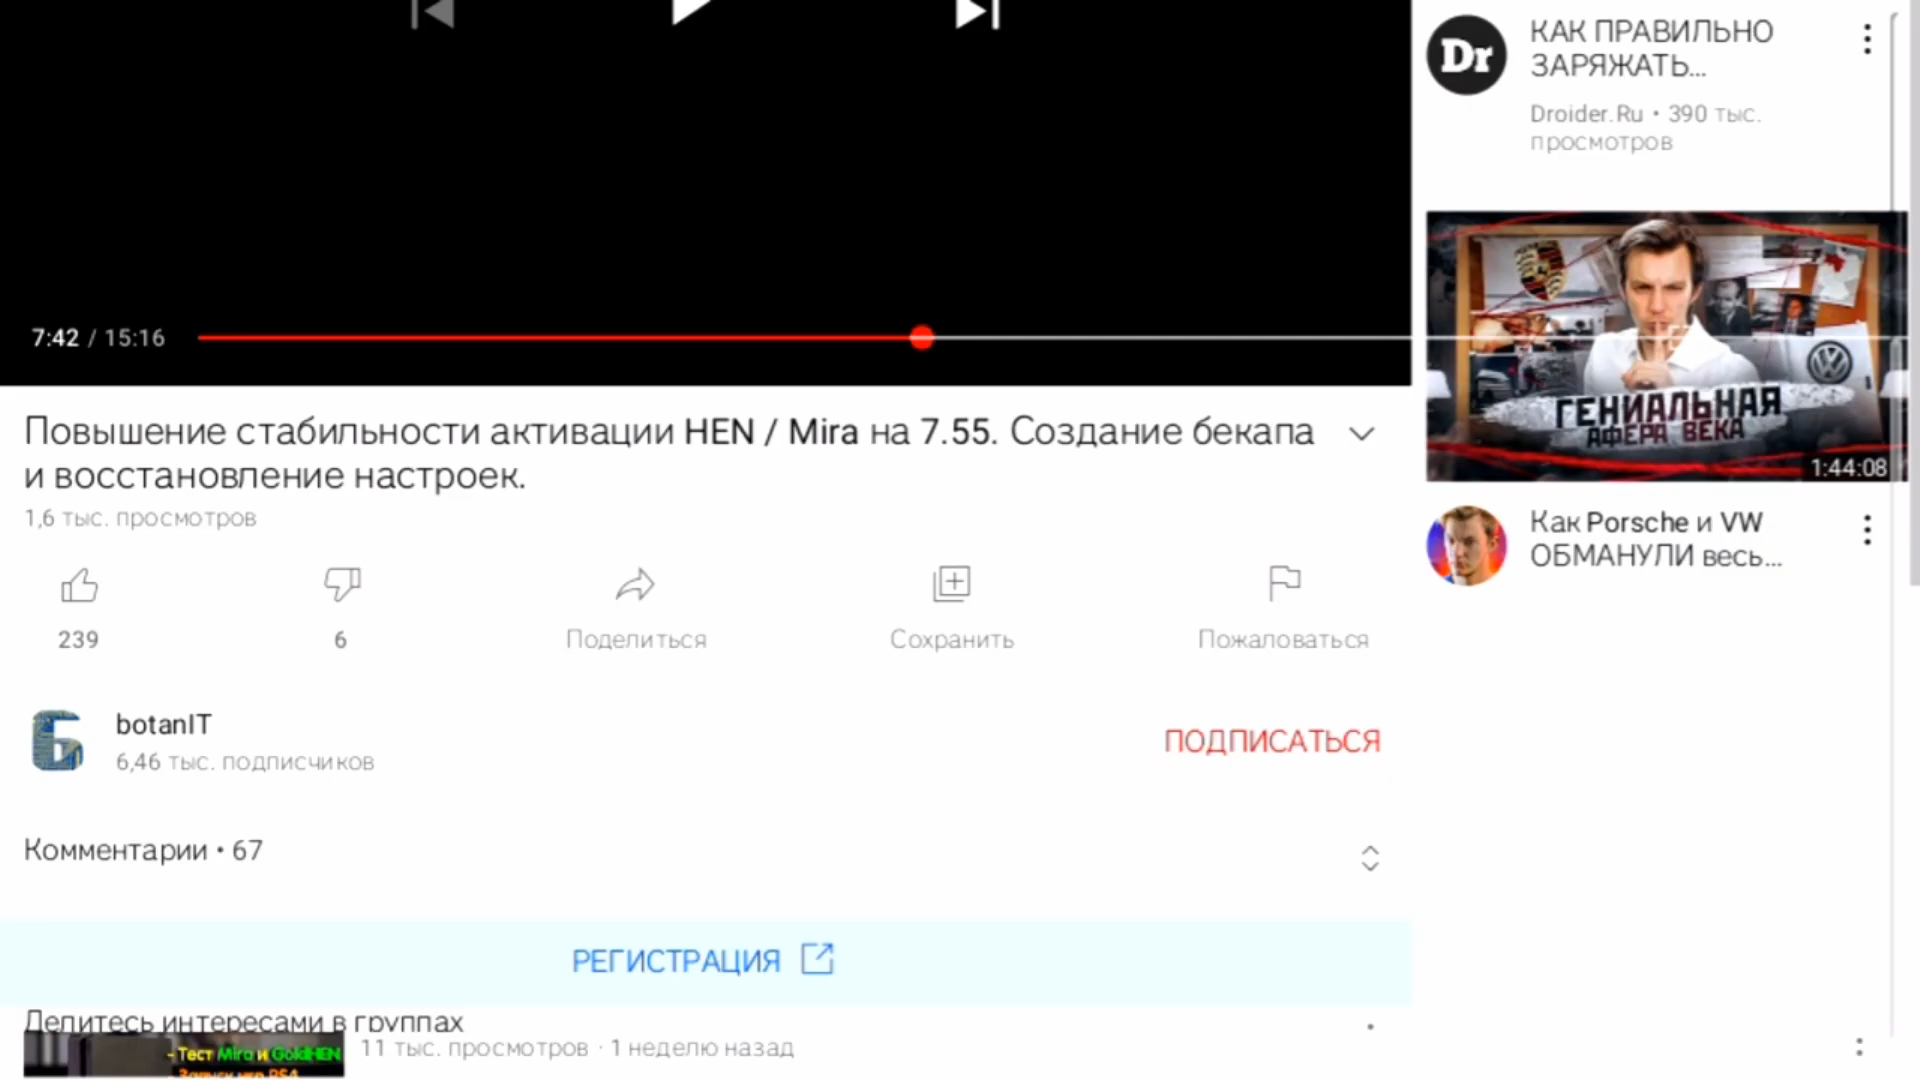 7:42 / 15:16
Повышение стабильности активации HEN / Mira на 7.55. Создание бекапа
и восстановление настроек.
1,6 тыс. просмотров
239
6
Поделиться
Сохранить
Пожаловаться
Б
botanIT
6,46 тыс. подписчиков
ПОДПИСАТЬСЯ
Комментарии • 67
РЕГИСТРАЦИЯ
Делитесь интересами в группах
- Тест Mira и GoldHEN
Запуск игр PS4
11 тыс. просмотров · 1 неделю назад
Dr
КАК ПРАВИЛЬНО
ЗАРЯЖАТЬ...
Droider.Ru • 390 тыс.
просмотров
ГЕНИАЛЬНАЯ
АФЕРА ВЕКА
1:44:08
Как Porsche и VW
ОБМАНУЛИ весь...